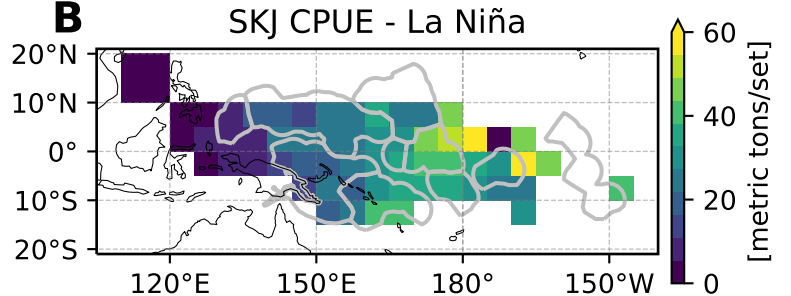 B
SKJ CPUE - La Niña
20°N
10°N
0°
10°S
20°S
120°E
150°E
180°
150°W
60
40
20
0
[metric tons/set]